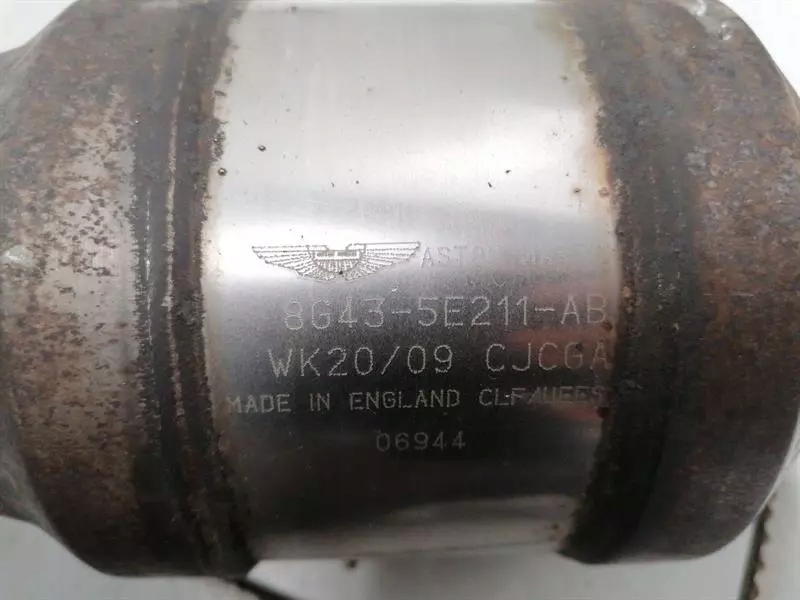 8G43-5E211-AB
WK20/09 CJCGA
MADE IN ENGLAND
06944